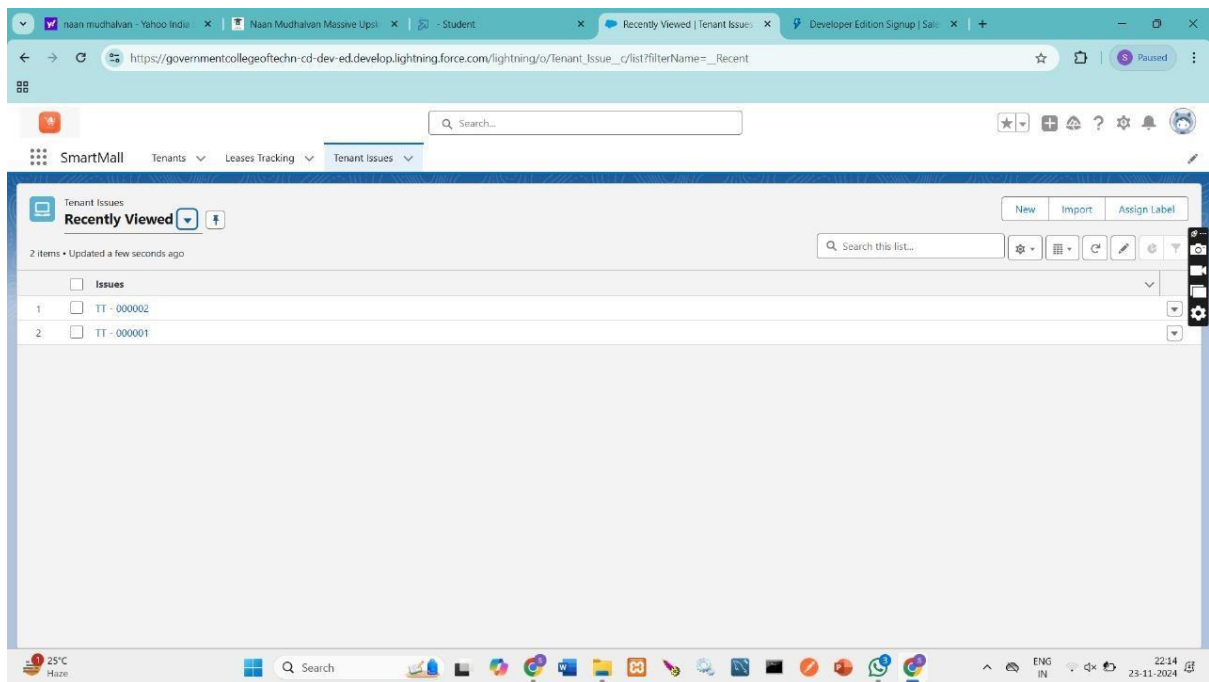 naan mudhalvan - Yahoo India
Naan Mudhalvan Massive Upsl
- Student
Recently Viewed | Tenant Issues
Developer Edition Signup | Sale
https://governmentcollegeoftechn-cd-dev-ed.develop.lightning.force.com/lightning/o/Tenant_Issue__c/list?filterName=__Recent
S Paused
Search...
SmartMall Tenants Leases Tracking Tenant Issues
Tenant Issues
Recently Viewed
New Import Assign Label
2 items • Updated a few seconds ago
Search this list...
Issues
1 TT - 000002
2 TT - 000001
1 25°C
Haze
Search
ENG
IN
22:14
23-11-2024